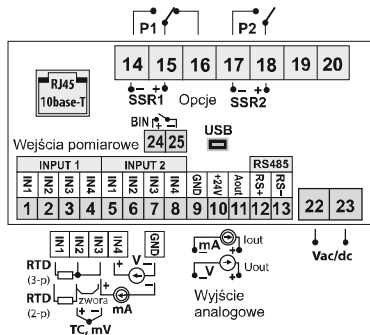 P1 P2
RJ45
10base-T
14 15 16 17 18 19 20
- + - +
SSR1 Opcje SSR2
BIN + -
Wejścia pomiarowe 24 25 USB
INPUT 1 INPUT 2 RS485
IN1 IN2 IN3 IN4 IN1 IN2 IN3 IN4 GND +24V Aout RS+ RS-
1 2 3 4 5 6 7 8 9 10 11 12 13 22 23
IN1 IN2 IN3 IN4 GND
- mA + Iout
Vac/dc
RTD
(3-p)
+ V -
- V + Uout
RTD
(2-p)
zwora
+ mA -
Wyjście
analogowe
+ -
TC, mV